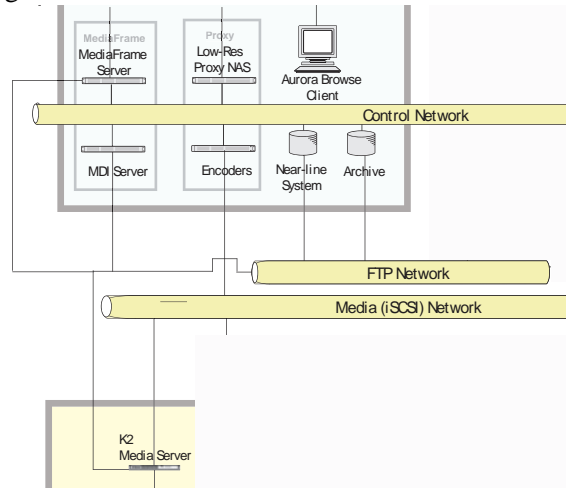 MediaFrame
MediaFrame
Server
Proxy
Low-Res
Proxy NAS
Aurora Browse
Client
Control Network
MDI Server
Encoders
Near-line
System
Archive
FTP Network
Media (iSCSI) Network
K2
Media Server